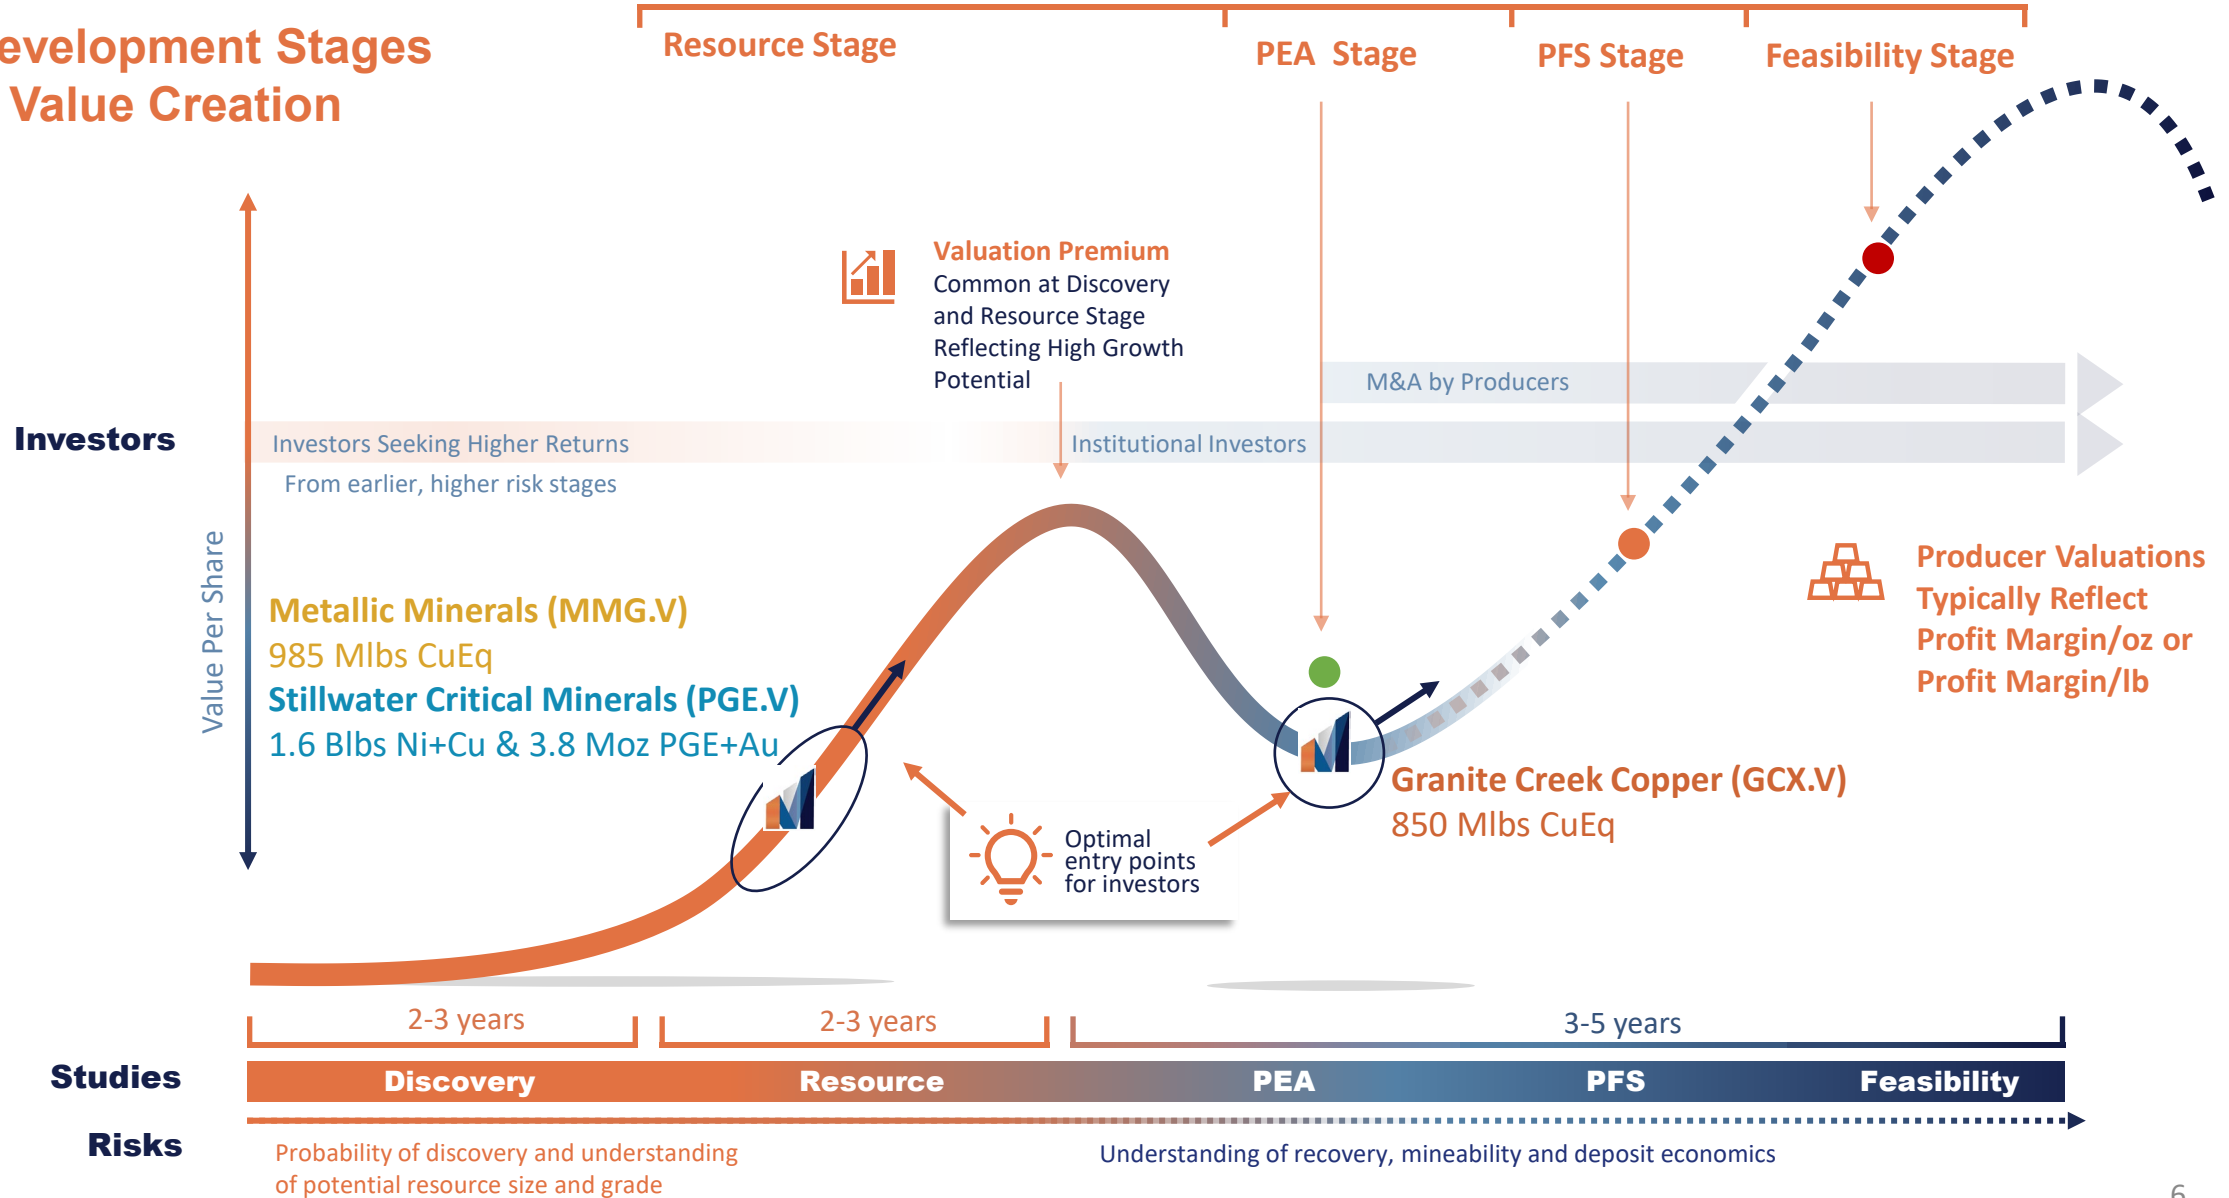 evelopment Stages
Value Creation
Resource Stage
PEA Stage
PFS Stage
Feasibility Stage
Valuation Premium
Common at Discovery
and Resource Stage
Reflecting High Growth
Potential
M&A by Producers
Investors
Investors Seeking Higher Returns
Institutional Investors
From earlier, higher risk stages
Value Per Share
Metallic Minerals (MMG.V)
985 Mlbs CuEq
Stillwater Critical Minerals (PGE.V)
1.6 Blbs Ni+Cu & 3.8 Moz PGE+Au
Producer Valuations
Typically Reflect
Profit Margin/oz or
Profit Margin/lb
Granite Creek Copper (GCX.V)
850 Mlbs CuEq
Optimal
entry points
for investors
2-3 years
2-3 years
3-5 years
Studies
Discovery
Resource
PEA
PFS
Feasibility
Risks
Probability of discovery and understanding
of potential resource size and grade
Understanding of recovery, mineability and deposit economics
6